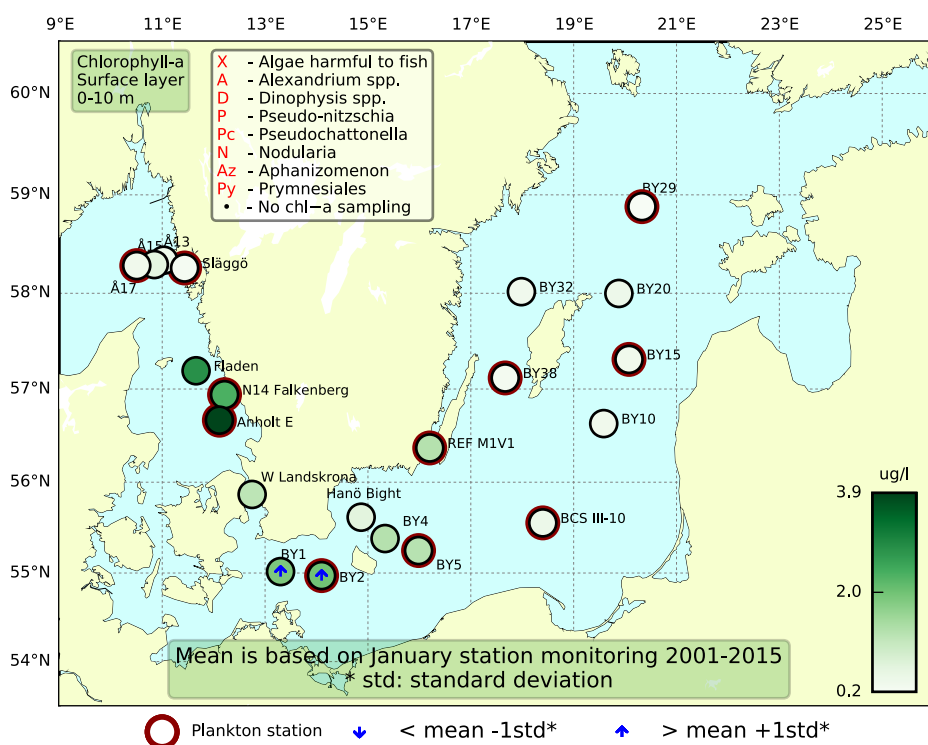 9°E 11°E 13°E 15°E 17°E 19°E 21°E 23°E 25°E
Chlorophyll-a
Surface layer
0-10 m
X - Algae harmful to fish
A - Alexandrium spp.
D - Dinophysis spp.
P - Pseudo-nitzschia
Pc - Pseudochattonella
N - Nodularia
Az - Aphanizomenon
Py - Prymnesiales
• - No chl−a sampling
60°N
59°N
58°N
57°N
56°N
55°N
54°N
BY29
Å15
Å13
Släggö
Å17
BY32
BY20
BY15
Fladen
BY38
N14 Falkenberg
Anholt E
BY10
REF M1V1
W Landskrona
Hanö Bight
BY4
BCS III-10
BY1
BY5
BY2
ug/l
3.9
2.0
0.2
Mean is based on January station monitoring 2001-2015
* std: standard deviation
Plankton station
< mean -1std*
> mean +1std*